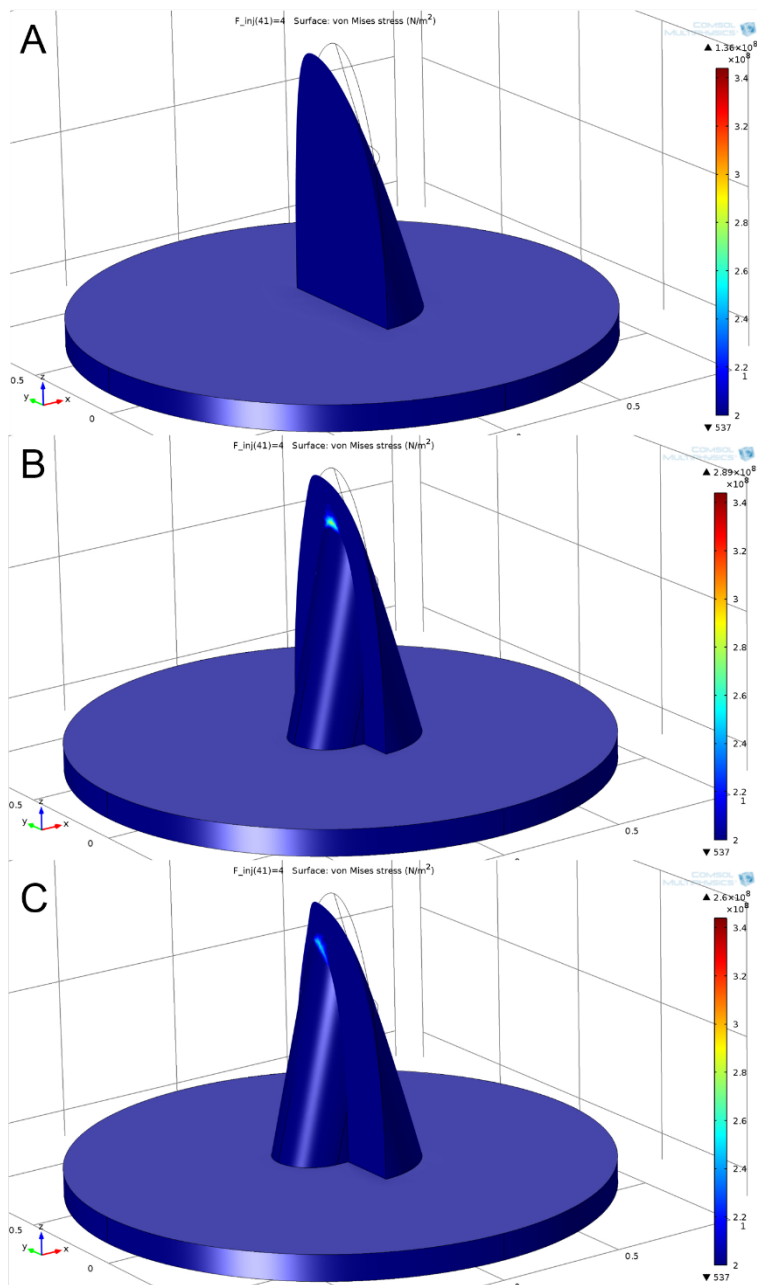 A
F_inj(41)=4 Surface: von Mises stress (N/m²)
COMSOL
MULTIPHYSICS
▲ 1.36×10⁸
×10⁸
3.4
3.2
3
2.8
2.6
2.4
2.2
2
▼ 537
1
0.5
0
0.5
z
y
x
B
F_inj(41)=4 Surface: von Mises stress (N/m²)
COMSOL
MULTIPHYSICS
▲ 2.89×10⁸
×10⁸
3.4
3.2
3
2.8
2.6
2.4
2.2
2
▼ 537
1
0.5
0
0.5
z
y
x
C
F_inj(41)=4 Surface: von Mises stress (N/m²)
COMSOL
MULTIPHYSICS
▲ 2.6×10⁸
×10⁸
3.4
3.2
3
2.8
2.6
2.4
2.2
2
▼ 537
1
0.5
0
0.5
z
y
x